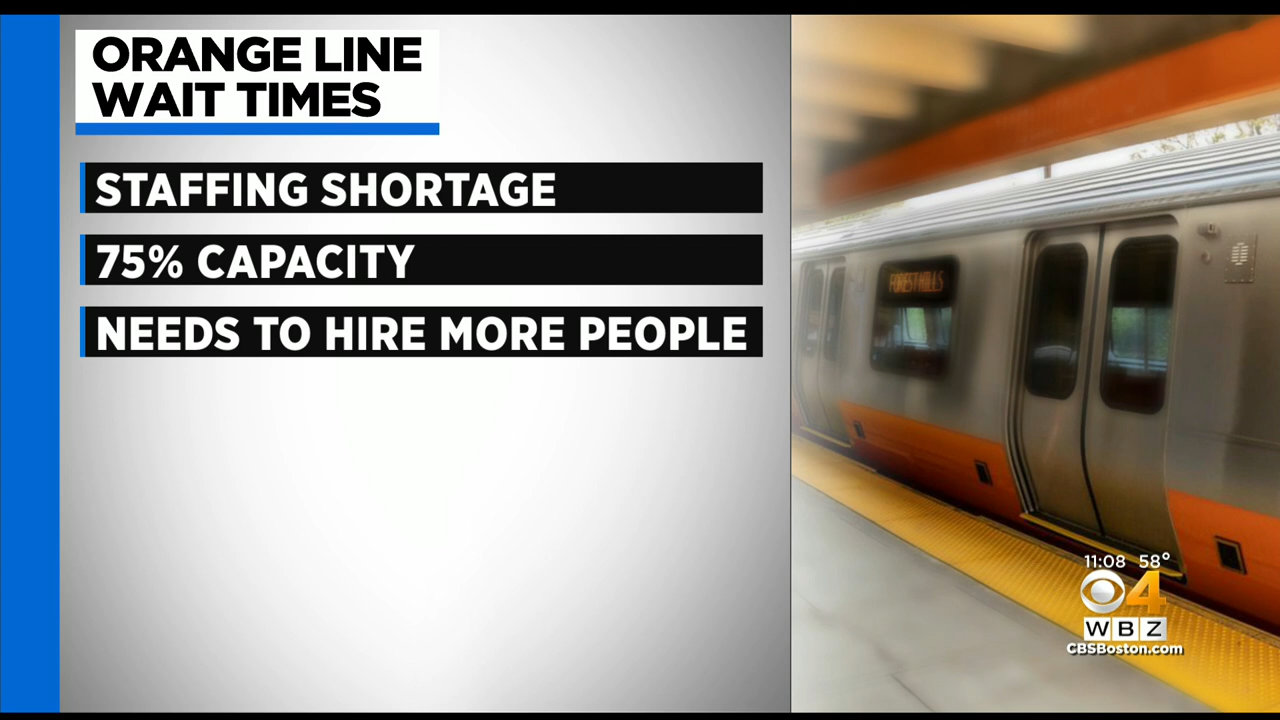 ORANGE LINE
WAIT TIMES
STAFFING SHORTAGE
75% CAPACITY
NEEDS TO HIRE MORE PEOPLE
FOREST HILLS
11:08 58°
4
WBZ
CBSBoston.com